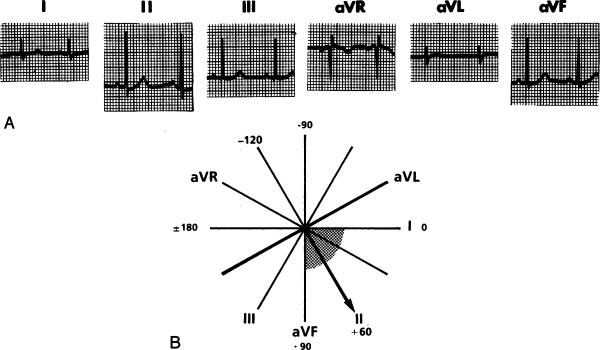 I II III aVR aVL aVF
A
-90
-120
aVR aVL
±180 I 0
III II
aVF +60
+90
B